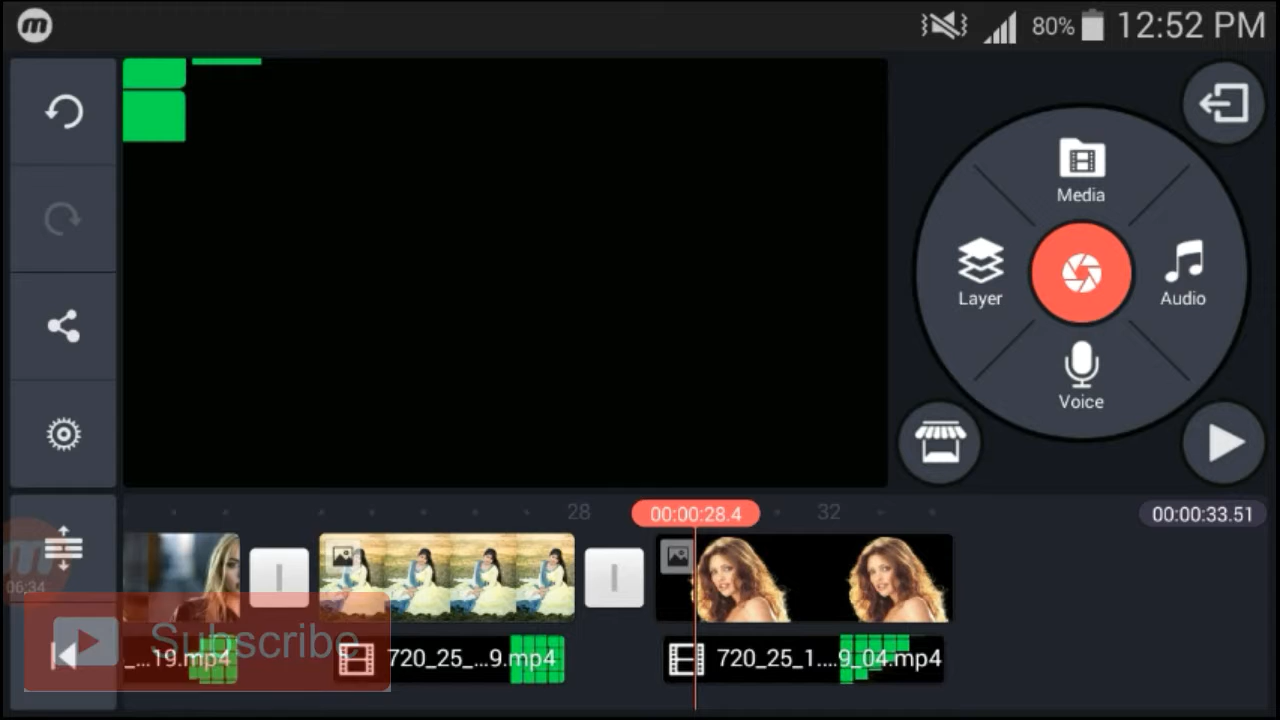 80% 12:52 PM
Media
Layer
Audio
Voice
28
00:00:28.4
32
00:00:33.51
06:34
Subscribe
_...19.mp4
720_25_...9.mp4
720_25_1....9_04.mp4